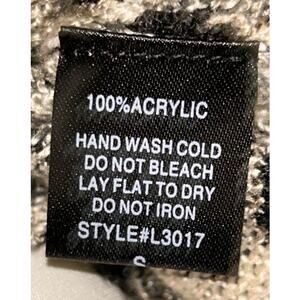 100%ACRYLIC
HAND WASH COLD
DO NOT BLEACH
LAY FLAT TO DRY
DO NOT IRON
STYLE#L3017